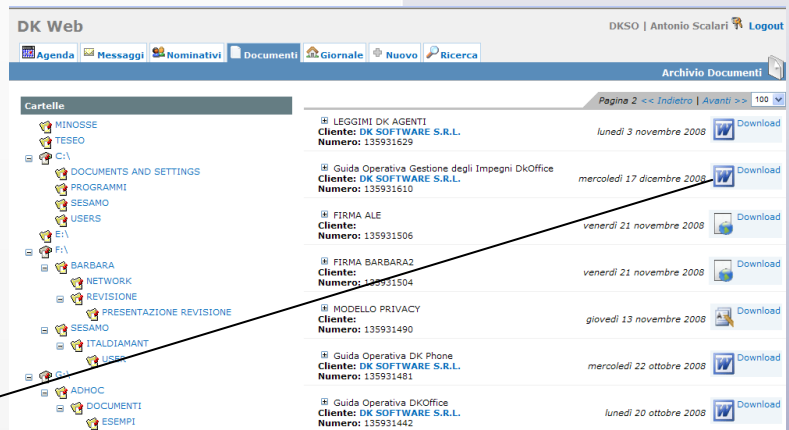 DK Web
DKSO | Antonio Scalari Logout
Agenda Messaggi Nominativi Documenti Giornale Nuovo Ricerca
Archivio Documenti
Cartelle
MINOSSE
TESEO
C:\
DOCUMENTS AND SETTINGS
PROGRAMMI
SESAMO
USERS
E:\
F:\
BARBARA
NETWORK
REVISIONE
PRESENTAZIONE REVISIONE
SESAMO
ITALDIAMANT
USER
G:\
ADHOC
DOCUMENTI
ESEMPI
Pagina 2 << Indietro | Avanti >> 100
LEGGIMI DK AGENTI
Cliente: DK SOFTWARE S.R.L.
Numero: 135931629
lunedì 3 novembre 2008
Download
Guida Operativa Gestione degli Impegni DkOffice
Cliente: DK SOFTWARE S.R.L.
Numero: 135931610
mercoledì 17 dicembre 2008
Download
FIRMA ALE
Cliente:
Numero: 135931506
venerdì 21 novembre 2008
Download
FIRMA BARBARA2
Cliente:
Numero: 135931504
venerdì 21 novembre 2008
Download
MODELLO PRIVACY
Cliente:
Numero: 135931490
giovedì 13 novembre 2008
Download
Guida Operativa DK Phone
Cliente: DK SOFTWARE S.R.L.
Numero: 135931481
mercoledì 22 ottobre 2008
Download
Guida Operativa DKOffice
Cliente: DK SOFTWARE S.R.L.
Numero: 135931442
lunedì 20 ottobre 2008
Download